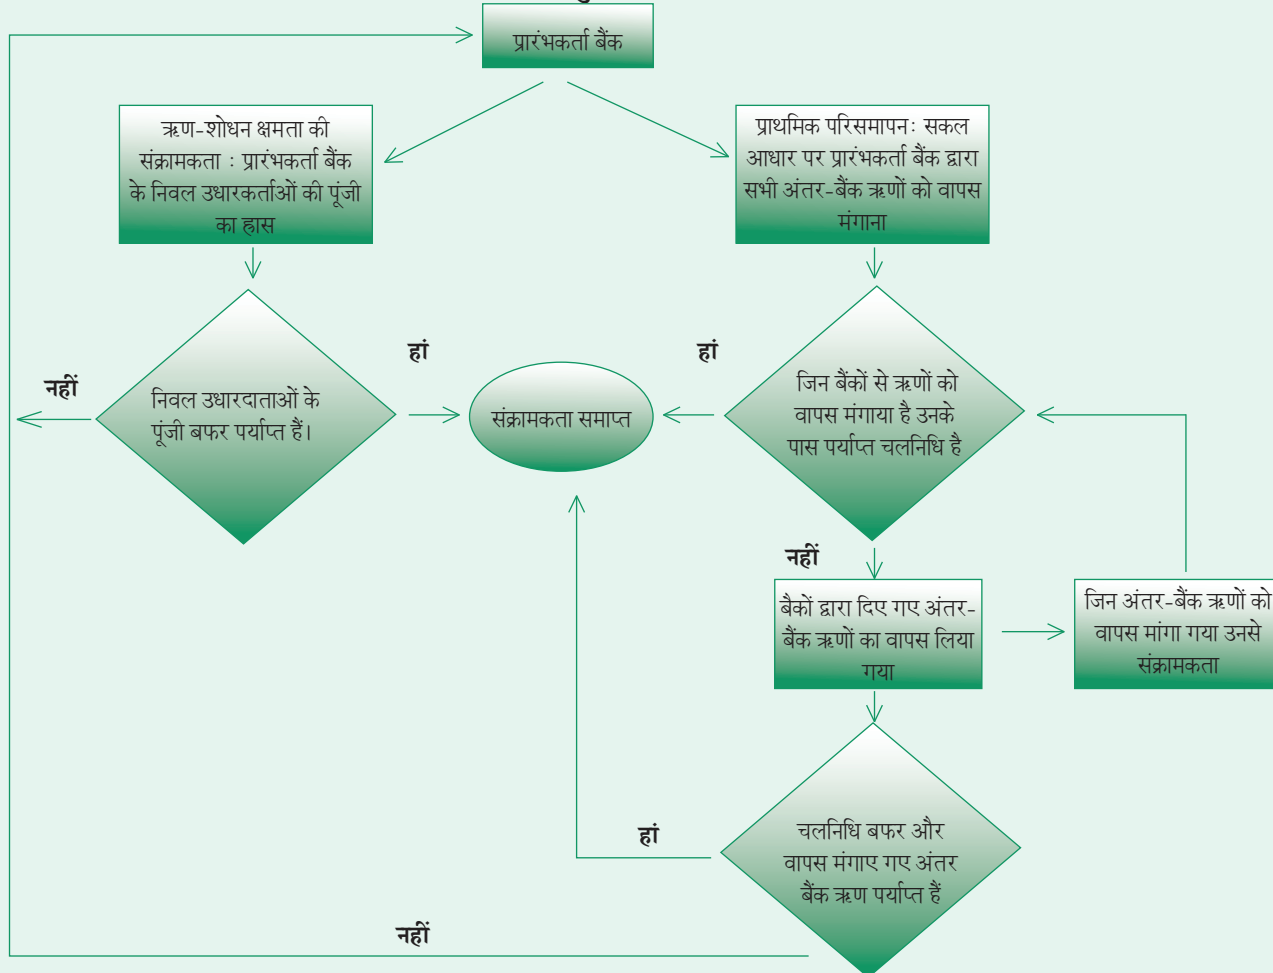 प्रारंभकर्ता बैंक
ऋण-शोधन क्षमता की
संक्रामकता : प्रारंभकर्ता बैंक
के निवल उधारकर्ताओं की पूंजी
का ह्रास
प्राथमिक परिसमापन: सकल
आधार पर प्रारंभकर्ता बैंक द्वारा
सभी अंतर-बैंक ऋणों को वापस
मंगाना
नहीं
निवल उधारदाताओं के
पूंजी बफर पर्याप्त हैं।
हां
संक्रामकता समाप्त
हां
जिन बैंकों से ऋणों को
वापस मंगाया है उनके
पास पर्याप्त चलनिधि है
नहीं
बैकों द्वारा दिए गए अंतर-
बैंक ऋणों का वापस लिया
गया
जिन अंतर-बैंक ऋणों को
वापस मांगा गया उनसे
संक्रामकता
हां
चलनिधि बफर और
वापस मंगाए गए अंतर
बैंक ऋण पर्याप्त हैं
नहीं